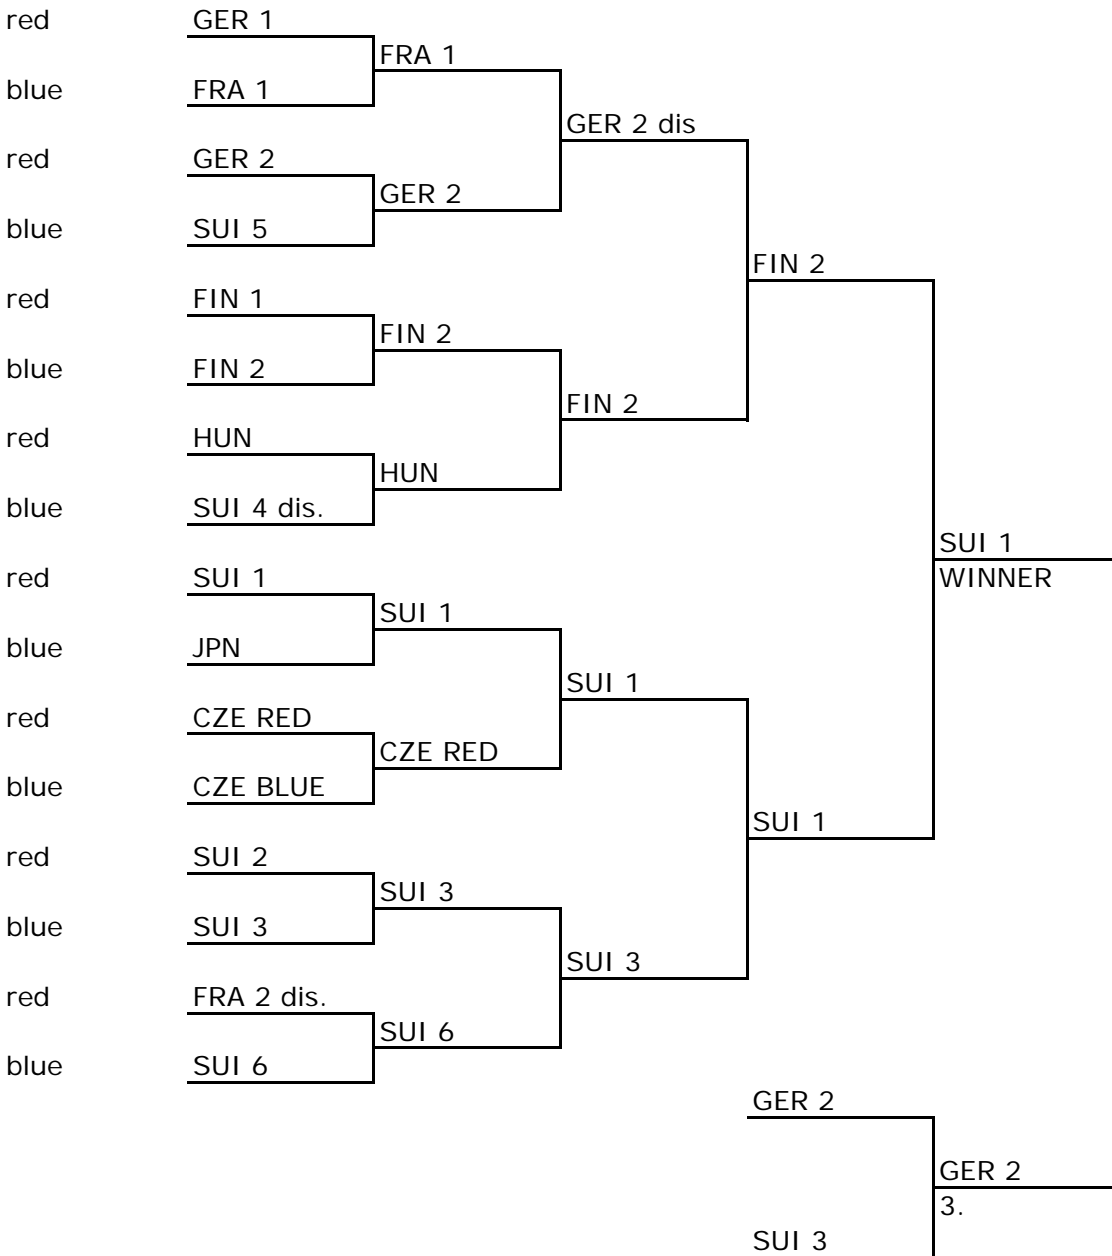 red GER 1
FRA 1
blue FRA 1
GER 2 dis
red GER 2
GER 2
blue SUI 5
FIN 2
red FIN 1
FIN 2
blue FIN 2
FIN 2
red HUN
HUN
blue SUI 4 dis.
SUI 1
red SUI 1 WINNER
SUI 1
blue JPN
SUI 1
red CZE RED
CZE RED
blue CZE BLUE
SUI 1
red SUI 2
SUI 3
blue SUI 3
SUI 3
red FRA 2 dis.
SUI 6
blue SUI 6
GER 2
GER 2
3.
SUI 3